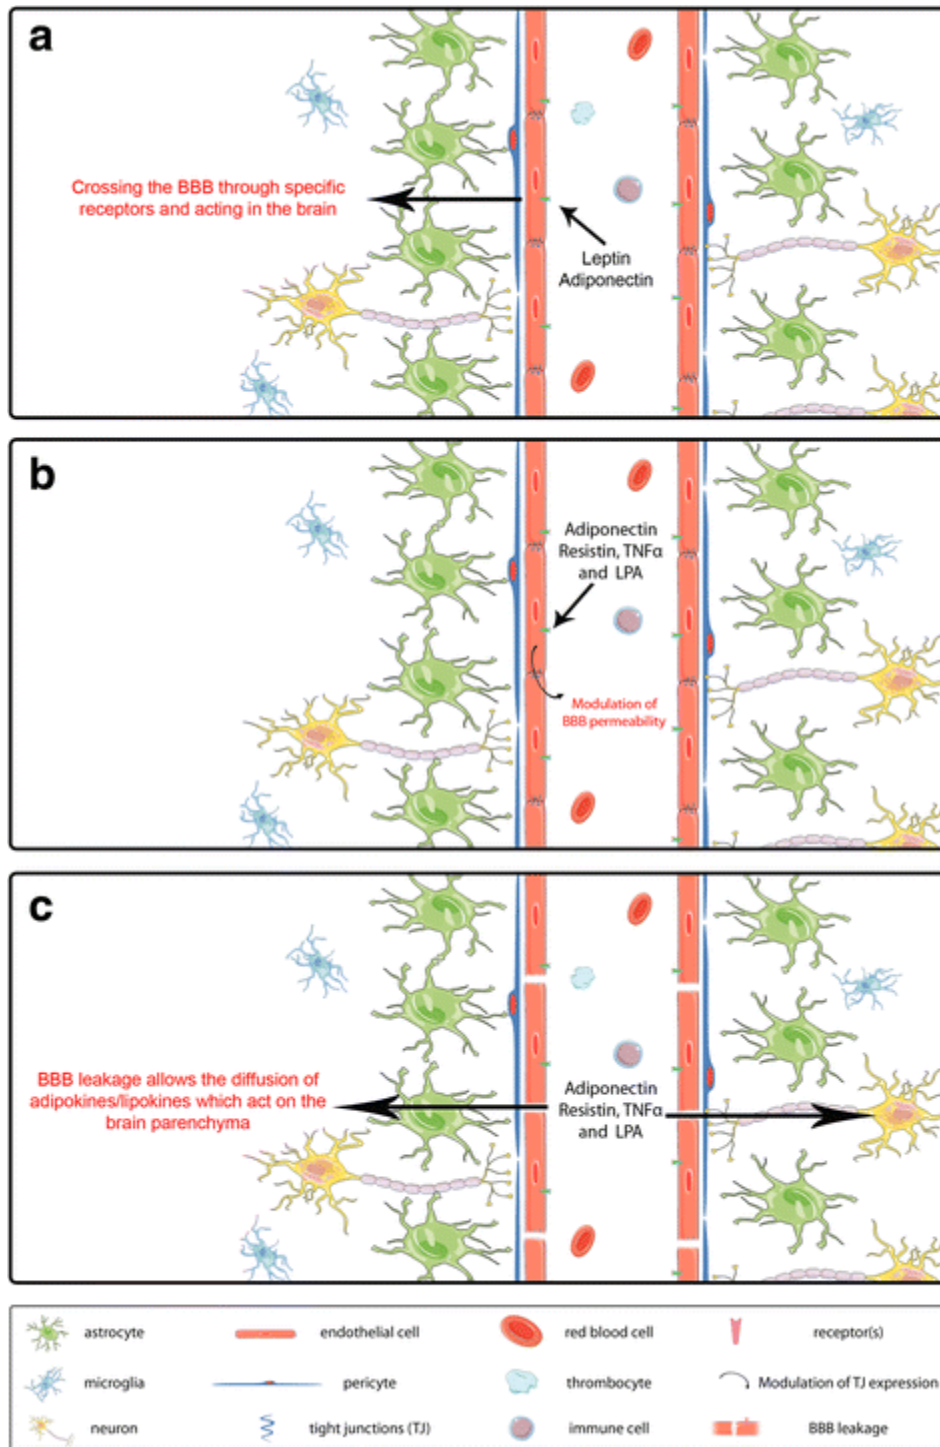 a
Crossing the BBB through specific
receptors and acting in the brain
Leptin
Adiponectin
b
Adiponectin
Resistin, TNFα
and LPA
Modulation of
BBB permeability
c
BBB leakage allows the diffusion of
adipokines/lipokines which act on the
brain parenchyma
Adiponectin
Resistin, TNFα
and LPA
astrocyte endothelial cell red blood cell receptor(s)
microglia pericyte thrombocyte Modulation of TJ expression
neuron tight junctions (TJ) immune cell BBB leakage